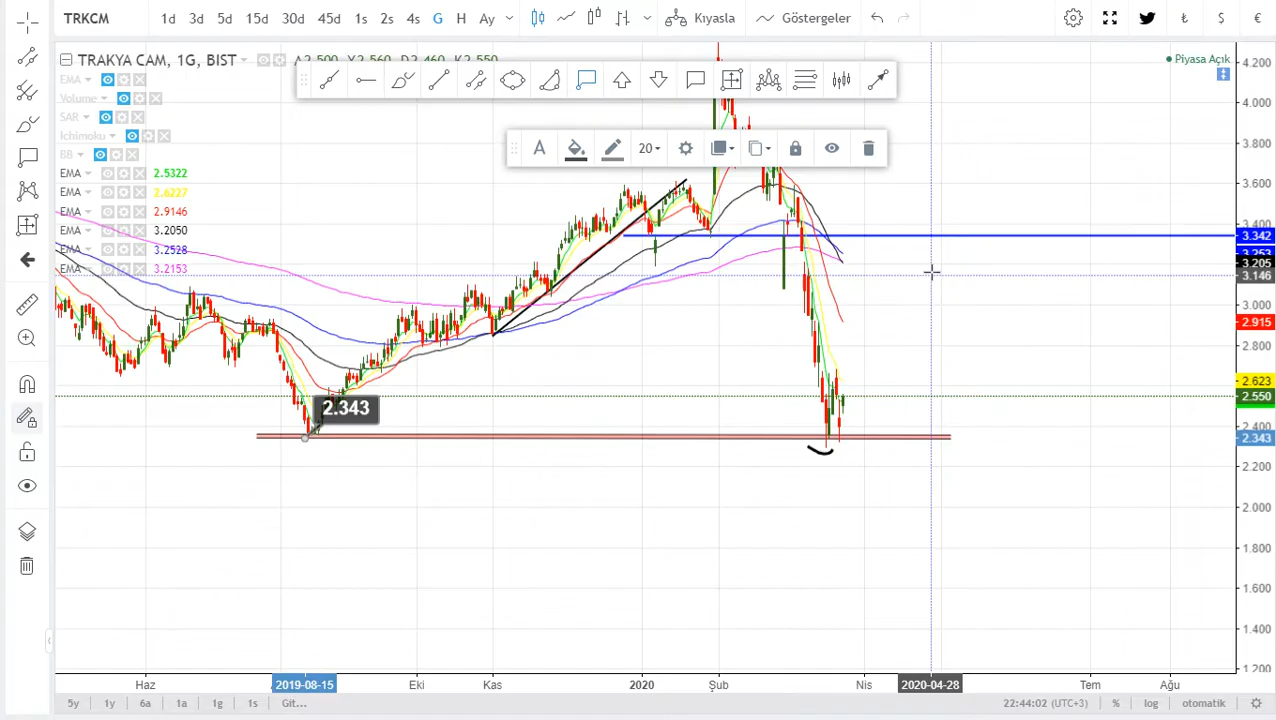 TRKCM 1d 3d 5d 15d 30d 45d 1s 2s 4s G H Ay Kıyasla Göstergeler ₺ $ €
TRAKYA CAM, 1G, BIST A2.500 Y2.560 D2.460 K2.550
Piyasa Açık
EMA
Volume
SAR
Ichimoku
BB
EMA 2.5322
EMA 2.6227
EMA 2.9146
EMA 3.2050
EMA 3.2528
EMA 3.2153
A 20
2.343
4.200
4.000
3.800
3.600
3.400
3.342
3.253
3.205
3.146
3.000
2.915
2.800
2.623
2.550
2.400
2.343
2.200
2.000
1.800
1.600
1.400
1.200
Haz 2019-08-15 Eki Kas 2020 Şub Nis 2020-04-28 Tem Ağu
5y 1y 6a 1a 1g 1s Git... 22:44:02 (UTC+3) % log otomatik